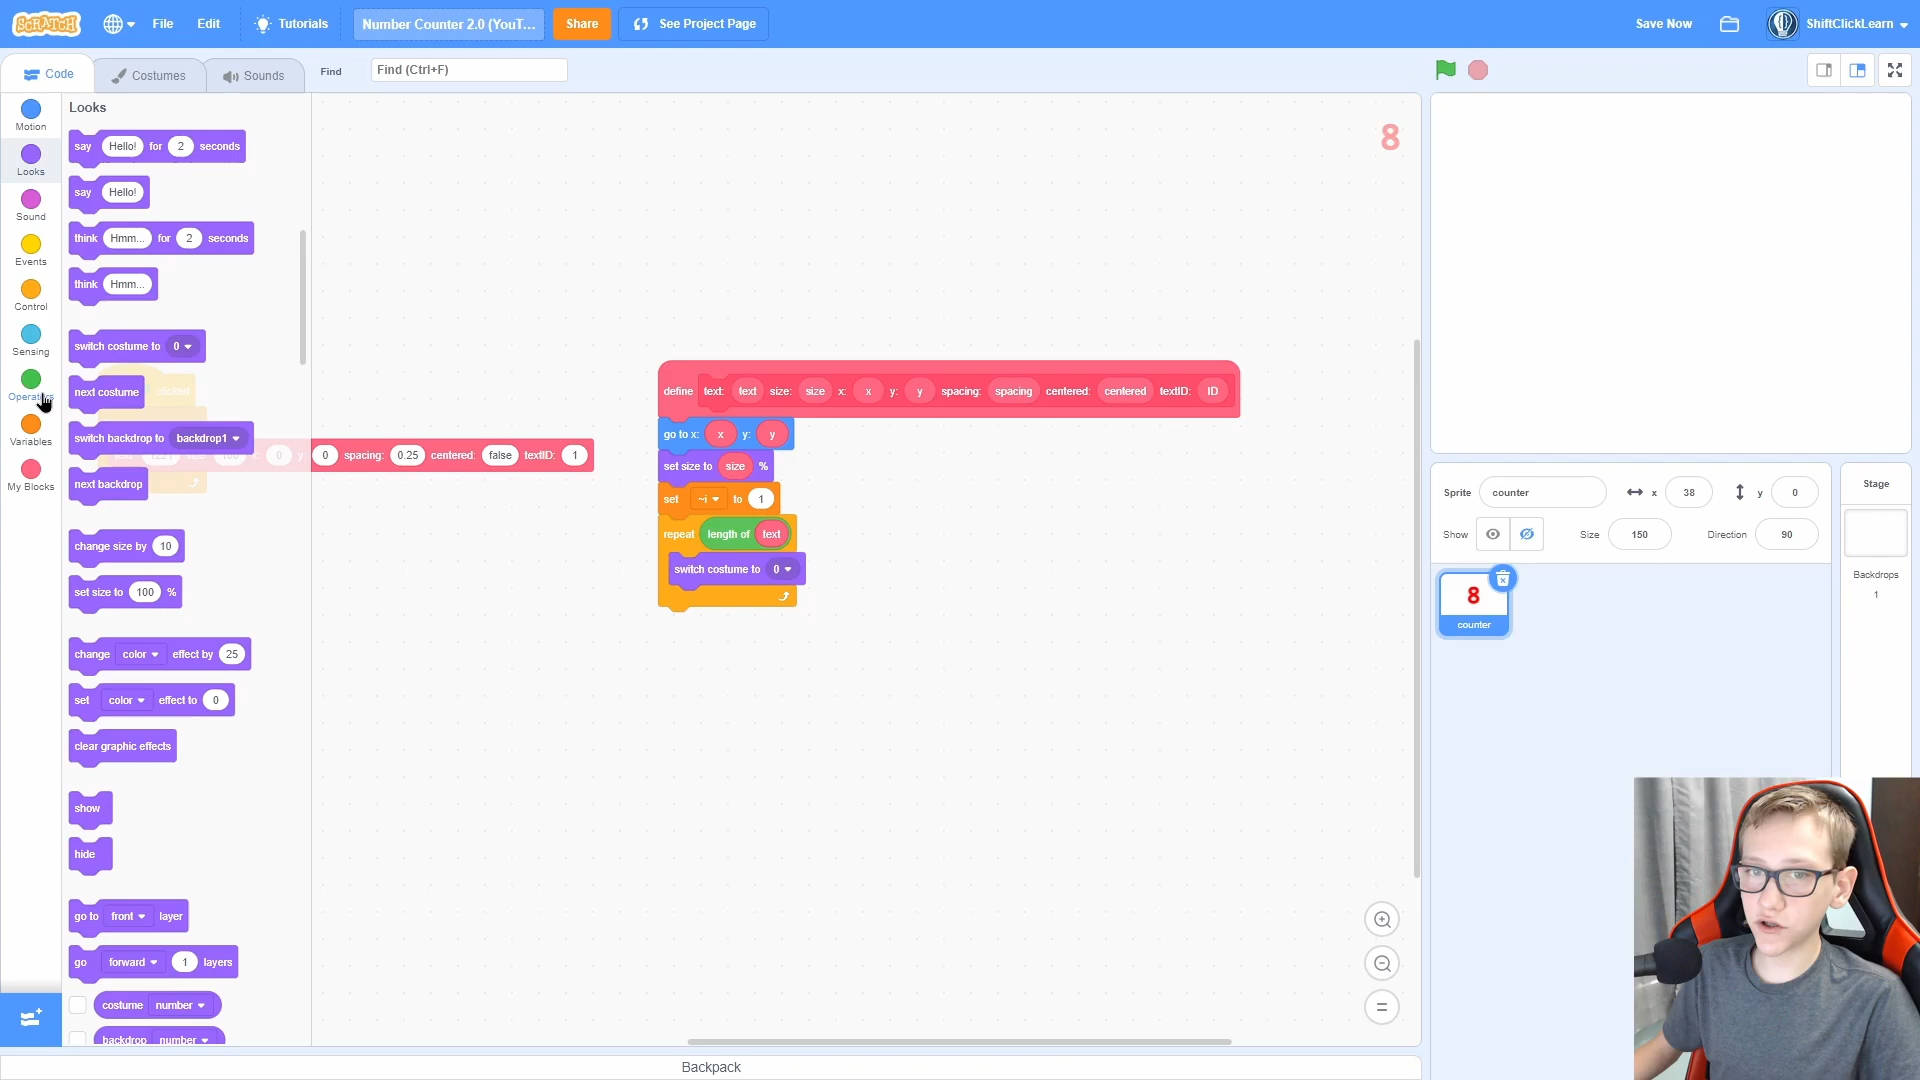 SCRATCH
File
Edit
Tutorials
Number Counter 2.0 (YouT...
Share
See Project Page
Save Now
ShiftClickLearn
Code
Costumes
Sounds
Find
Find (Ctrl+F)
Motion
Looks
Sound
Events
Control
Sensing
Operators
Variables
My Blocks
Looks
say Hello! for 2 seconds
say Hello!
think Hmm... for 2 seconds
think Hmm...
switch costume to 0
next costume
switch backdrop to backdrop1
next backdrop
change size by 10
set size to 100 %
change color effect by 25
set color effect to 0
clear graphic effects
show
hide
go to front layer
go forward 1 layers
costume number
backdrop number
clicked
0 y: 0 spacing: 0.25 centered: false textID: 1
8
define text: text size: size x: x y: y spacing: spacing centered: centered textID: ID
go to x: x y: y
set size to size %
set ~i to 1
repeat length of text
switch costume to 0
Backpack
Sprite counter x 38 y 0
Show Size 150 Direction 90
8
counter
Stage
Backdrops
1